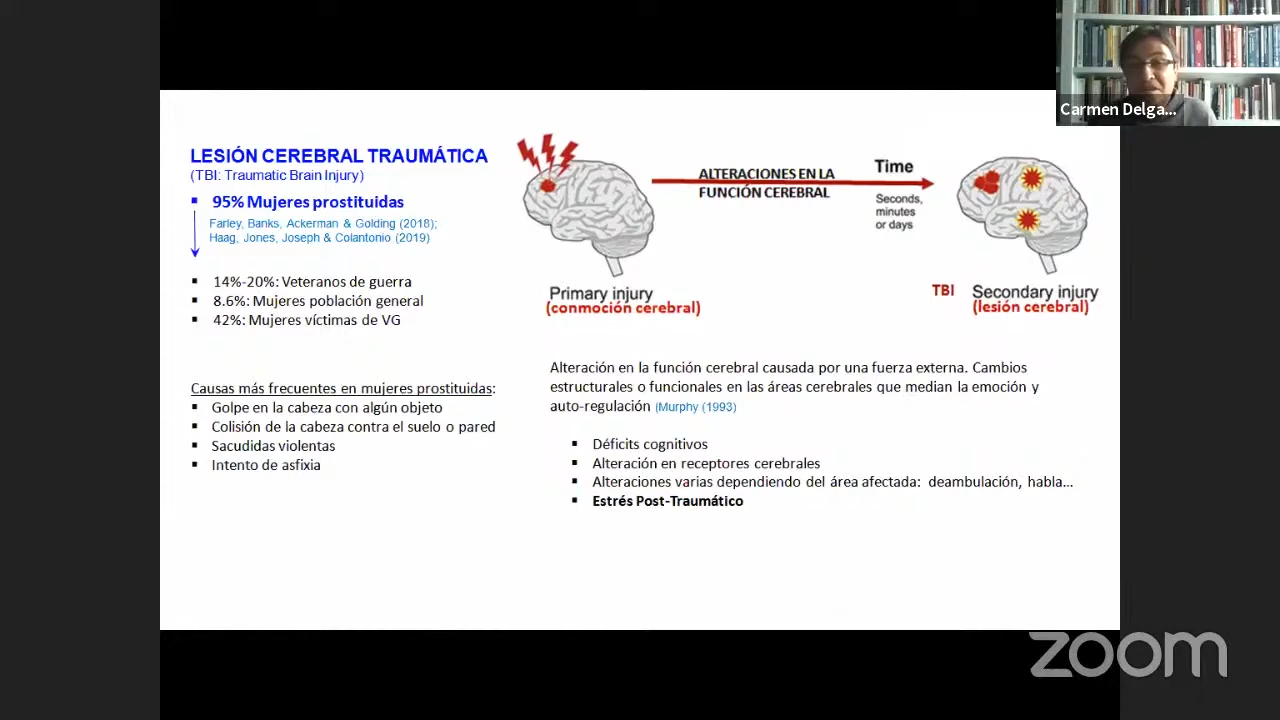 Carmen Delga...
LESIÓN CEREBRAL TRAUMÁTICA
(TBI: Traumatic Brain Injury)
▪ 95% Mujeres prostituidas
Farley, Banks, Ackerman & Golding (2018);
Haag, Jones, Joseph & Colantonio (2019)
▪ 14%-20%: Veteranos de guerra
▪ 8.6%: Mujeres población general
▪ 42%: Mujeres víctimas de VG
Causas más frecuentes en mujeres prostituidas:
▪ Golpe en la cabeza con algún objeto
▪ Colisión de la cabeza contra el suelo o pared
▪ Sacudidas violentas
▪ Intento de asfixia
ALTERACIONES EN LA
FUNCIÓN CEREBRAL
Time
Seconds,
minutes
or days
Primary injury
(conmoción cerebral)
TBI Secondary injury
(lesión cerebral)
Alteración en la función cerebral causada por una fuerza externa. Cambios
estructurales o funcionales en las áreas cerebrales que median la emoción y
auto-regulación (Murphy (1993)
▪ Déficits cognitivos
▪ Alteración en receptores cerebrales
▪ Alteraciones varias dependiendo del área afectada: deambulación, habla...
▪ Estrés Post-Traumático
zoom